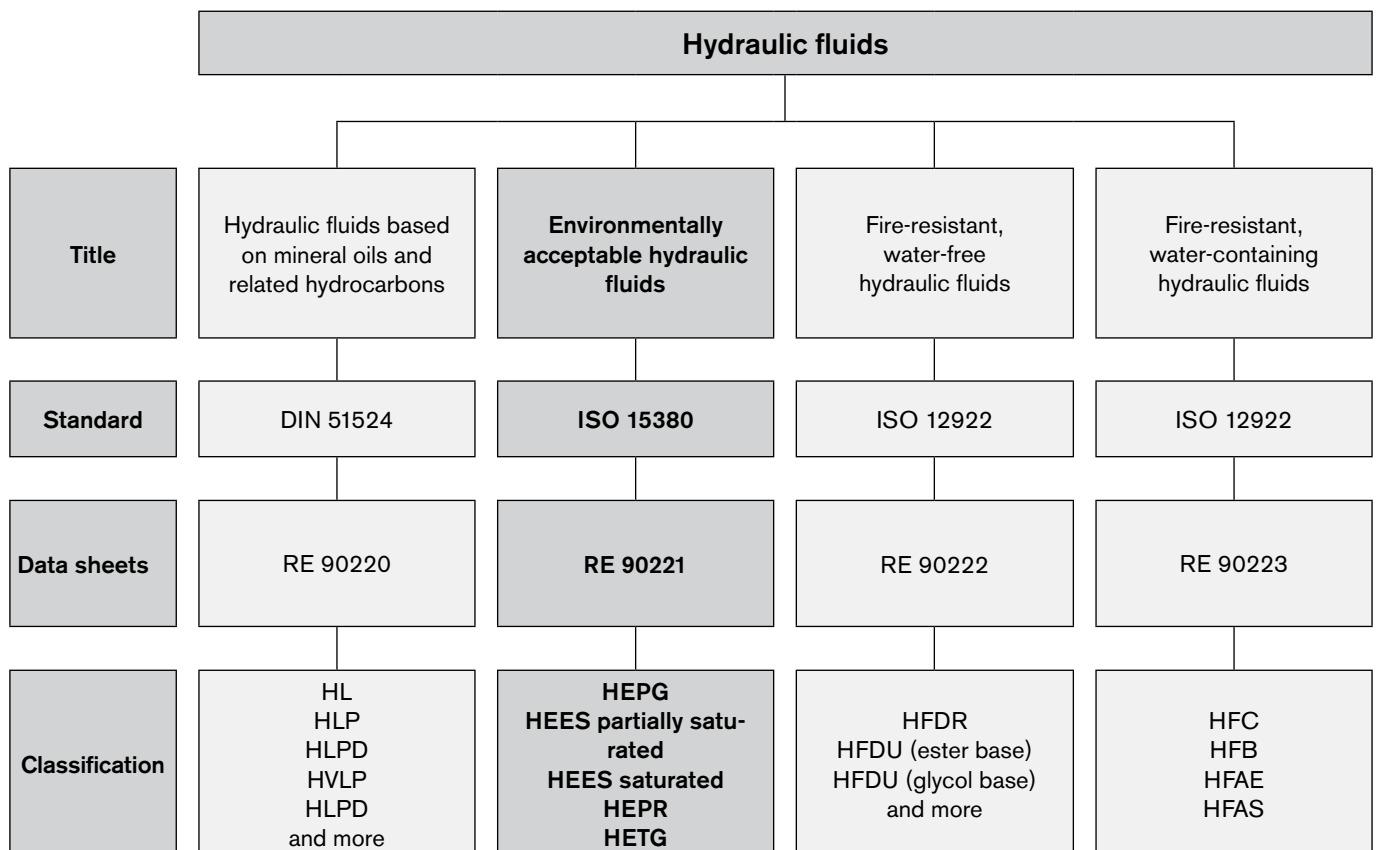 Hydraulic fluids
Title
Hydraulic fluids based
on mineral oils and
related hydrocarbons
Environmentally
acceptable hydraulic
fluids
Fire-resistant,
water-free
hydraulic fluids
Fire-resistant,
water-containing
hydraulic fluids
Standard
DIN 51524
ISO 15380
ISO 12922
ISO 12922
Data sheets
RE 90220
RE 90221
RE 90222
RE 90223
Classification
HL
HLP
HLPD
HVLP
HLPD
and more
HEPG
HEES partially satu-
rated
HEES saturated
HEPR
HETG
HFDR
HFDU (ester base)
HFDU (glycol base)
and more
HFC
HFB
HFAE
HFAS